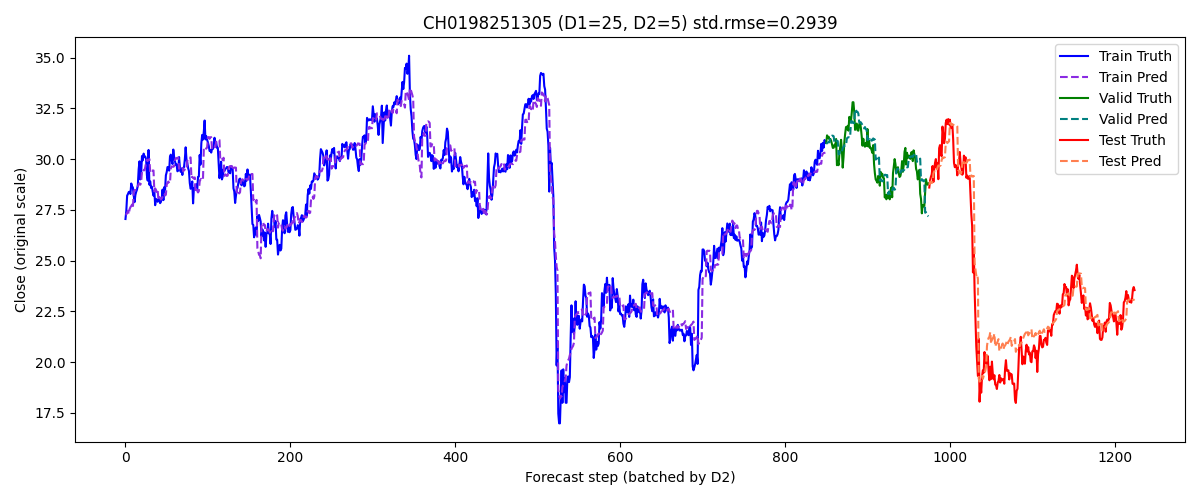 CH0198251305 (D1=25, D2=5) std.rmse=0.2939
Close (original scale)
35.0
32.5
30.0
27.5
25.0
22.5
20.0
17.5
Train Truth
Train Pred
Valid Truth
Valid Pred
Test Truth
Test Pred
0 200 400 600 800 1000 1200
Forecast step (batched by D2)